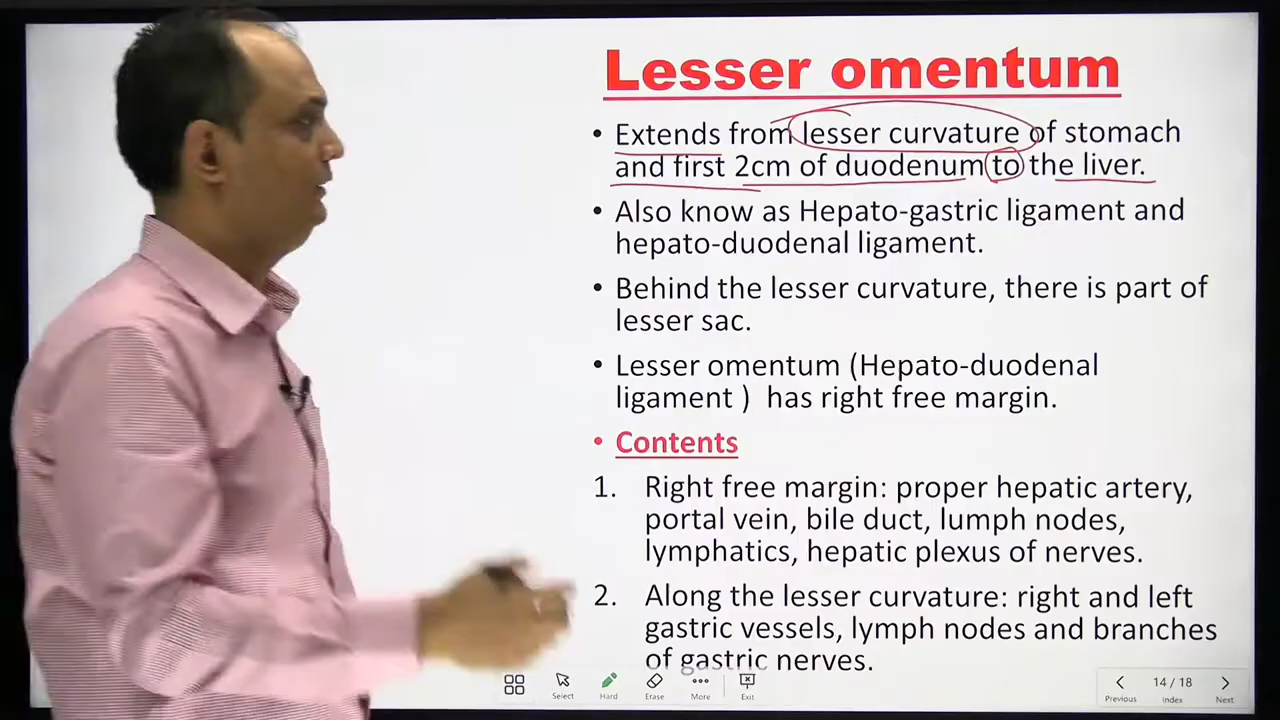 Lesser omentum
• Extends from lesser curvature of stomach
and first 2cm of duodenum to the liver.
• Also know as Hepato-gastric ligament and
hepato-duodenal ligament.
• Behind the lesser curvature, there is part of
lesser sac.
• Lesser omentum (Hepato-duodenal
ligament ) has right free margin.
• Contents
1. Right free margin: proper hepatic artery,
portal vein, bile duct, lumph nodes,
lymphatics, hepatic plexus of nerves.
2. Along the lesser curvature: right and left
gastric vessels, lymph nodes and branches
of gastric nerves.
Select Hard Erase More Exit
14 / 18
Previous Index Next